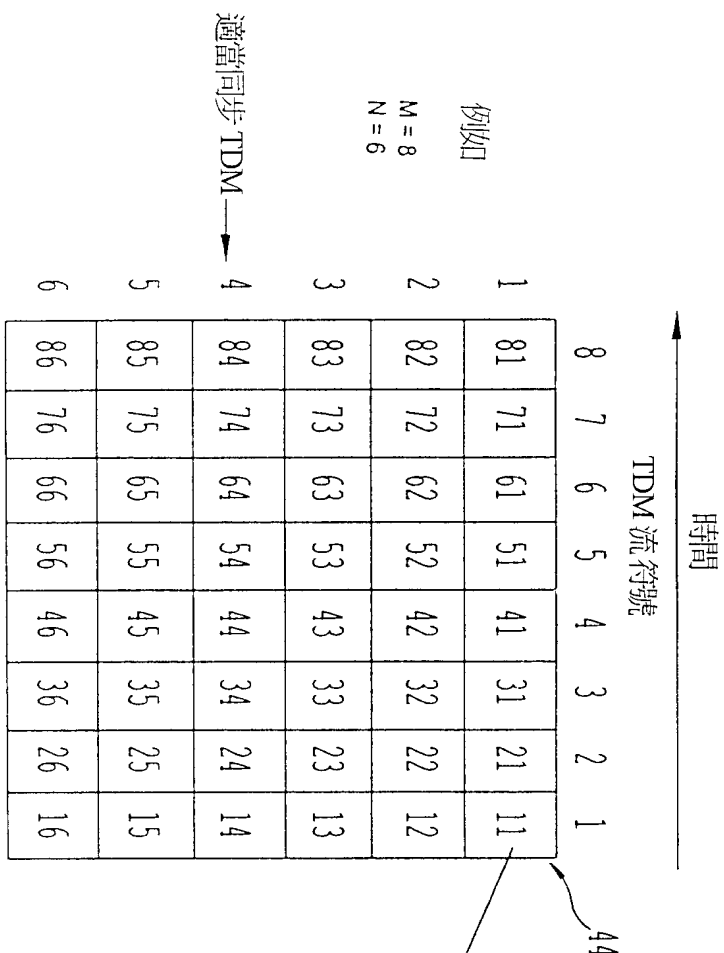 時間
TDM 流符號
44
8 7 6 5 4 3 2 1
1 81 71 61 51 41 31 21 11
例如
2 82 72 62 52 42 32 22 12
M = 8
N = 6
3 83 73 63 53 43 33 23 13
適當同步 TDM 4 84 74 64 54 44 34 24 14
5 85 75 65 55 45 35 25 15
6 86 76 66 56 46 36 26 16